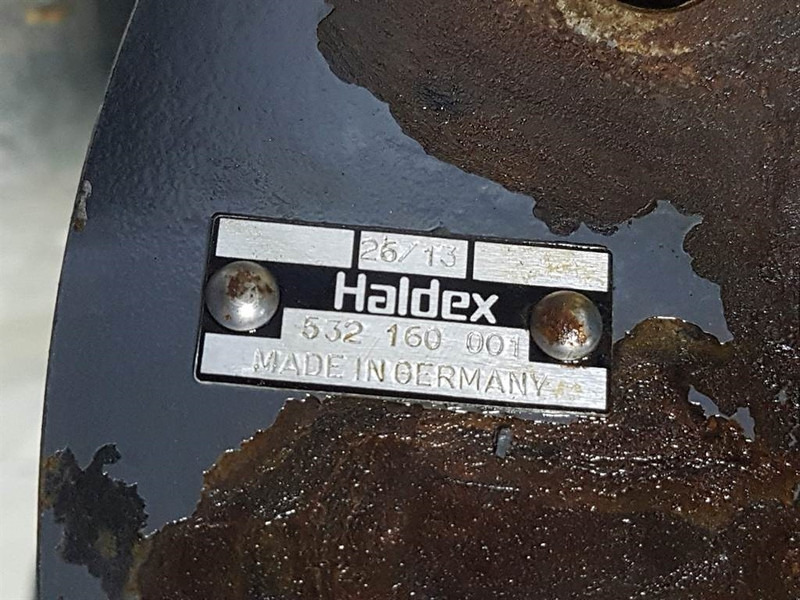 26/13
Haldex
532 160 001
MADE IN GERMANY